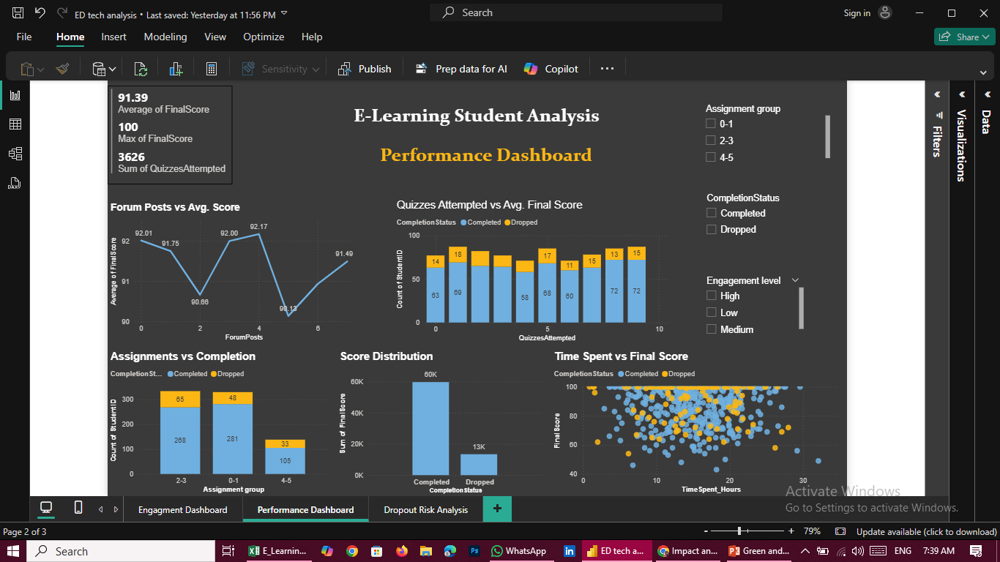 ED tech analysis • Last saved: Yesterday at 11:56 PM
Search
Sign in
File
Home
Insert
Modeling
View
Optimize
Help
Share
Sensitivity
Publish
Prep data for AI
Copilot
91.39
Average of FinalScore
100
Max of FinalScore
3626
Sum of QuizzesAttempted
E-Learning Student Analysis
Performance Dashboard
Assignment group
0-1
2-3
4-5
CompletionStatus
Completed
Dropped
Engagement level
High
Low
Medium
Filters
Visualizations
Data
DAX
Forum Posts vs Avg. Score
Average of FinalScore
92
91
90
92.01
91.75
90.66
92.00
92.17
90.13
91.49
0
2
4
6
ForumPosts
Quizzes Attempted vs Avg. Final Score
CompletionStatus Completed Dropped
Count of StudentID
100
50
0
14
18
17
11
15
13
15
63
69
58
68
60
72
72
0
5
10
QuizzesAttempted
Assignments vs Completion
CompletionSt... Completed Dropped
Count of StudentID
300
200
100
0
65
48
33
268
281
105
2-3
0-1
4-5
Assignment group
Score Distribution
Sum of FinalScore
60K
40K
20K
0K
60K
13K
Completed
Dropped
CompletionStatus
Time Spent vs Final Score
CompletionStatus Completed Dropped
FinalScore
100
80
60
40
0
10
20
30
TimeSpent_Hours
Activate Windows
Go to Settings to activate Windows.
Engagment Dashboard
Performance Dashboard
Dropout Risk Analysis
+
Page 2 of 3
- + 79%
Update available (click to download)
Search
E_Learnin...
Ps
WhatsApp
in
ED tech a...
Impact an...
Green and...
ENG
7:39 AM